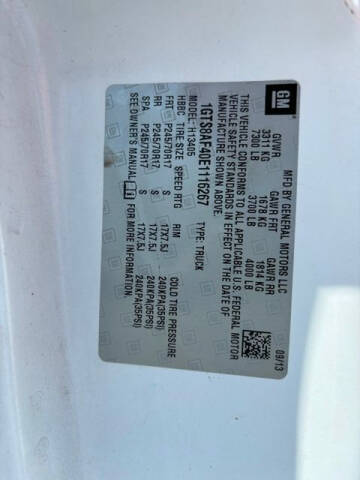 GM
MFD BY GENERAL MOTORS LLC
09/13
GVWR GAWR FRT GAWR RR
3311 KG 1678 KG 1814 KG
7300 LB 3700 LB 4000 LB
THIS VEHICLE CONFORMS TO ALL APPLICABLE U.S. FEDERAL MOTOR
VEHICLE SAFETY STANDARDS IN EFFECT ON THE DATE OF
MANUFACTURE SHOWN ABOVE.
1GTS8AF40E1116267 TYPE: TRUCK
MODEL: H13405
HBBC TIRE SIZE SPEED RTG RIM COLD TIRE PRESSURE
FRT P245/70R17 S 17X7.5J 240KPA(35PSI)
RR P245/70R17 S 17X7.5J 240KPA(35PSI)
SPA P245/70R17 S 17X7.5J 240KPA(35PSI)
SEE OWNER'S MANUAL FOR MORE INFORMATION.